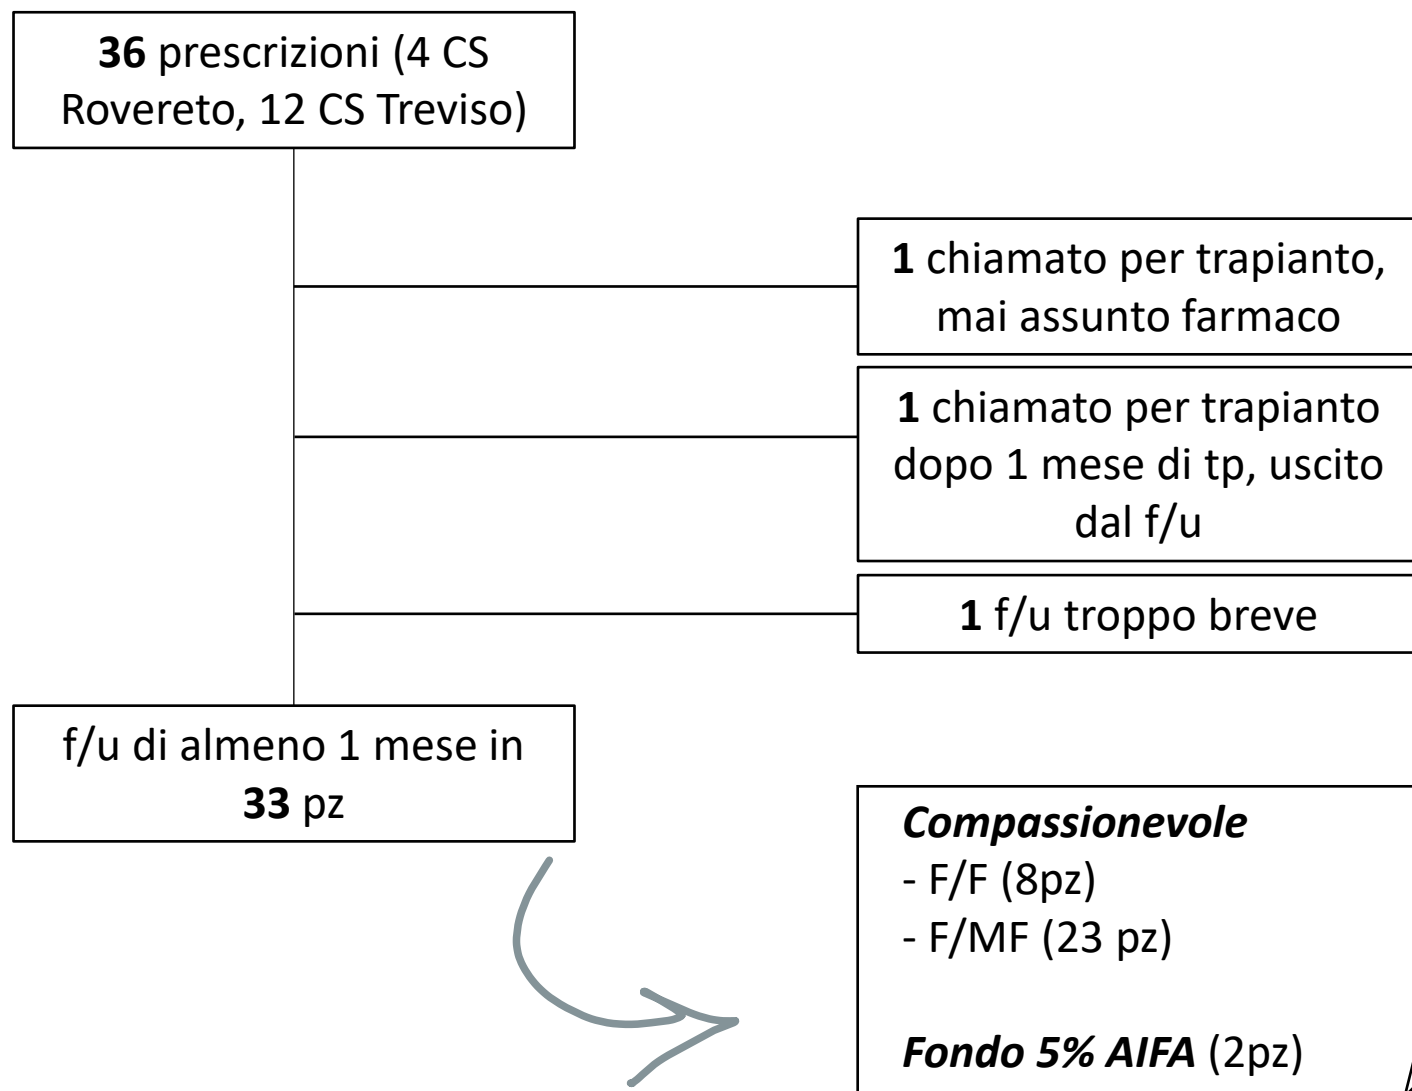 36 prescrizioni (4 CS
Rovereto, 12 CS Treviso)
1 chiamato per trapianto,
mai assunto farmaco
1 chiamato per trapianto
dopo 1 mese di tp, uscito
dal f/u
1 f/u troppo breve
f/u di almeno 1 mese in
33 pz
Compassionevole
- F/F (8pz)
- F/MF (23 pz)
Fondo 5% AIFA (2pz)